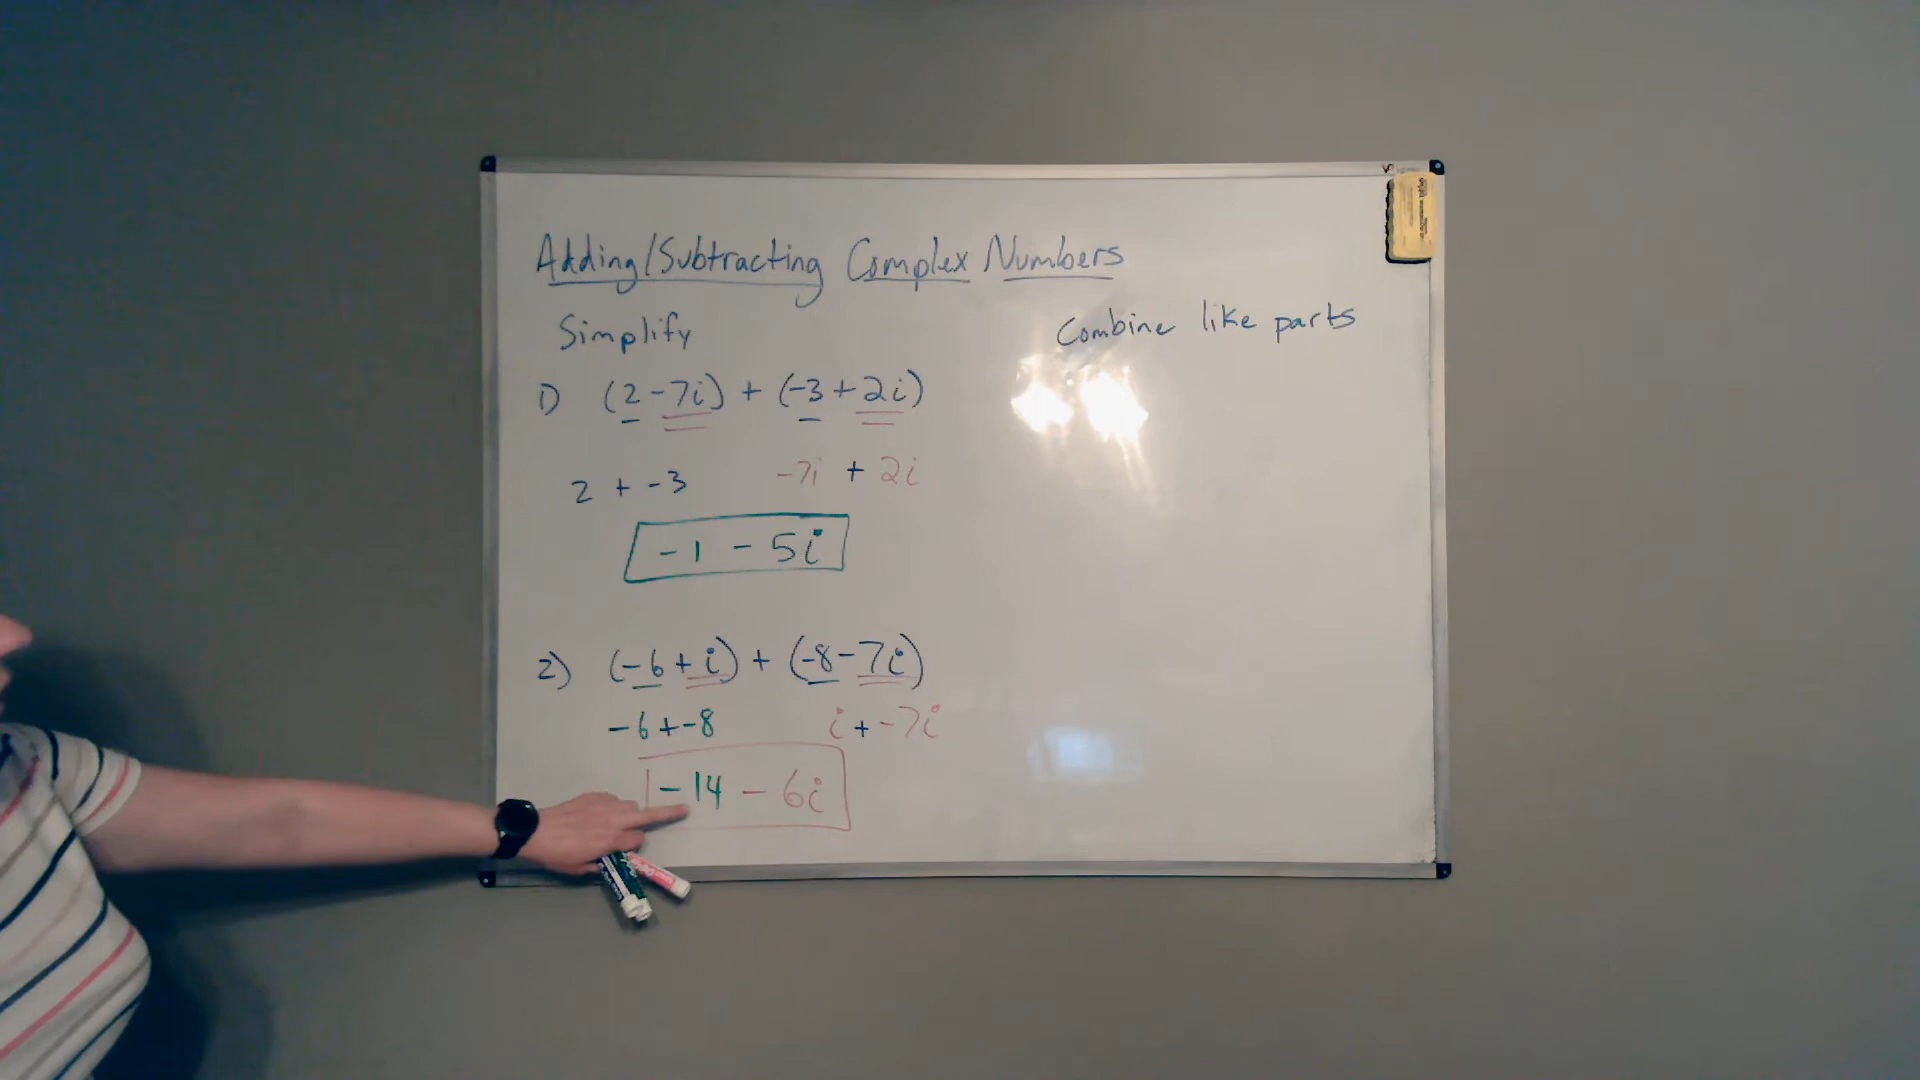 Adding/Subtracting Complex Numbers
Simplify
Combine like parts
1) (2 - 7i) + (-3 + 2i)
2 + -3 -7i + 2i
-1 - 5i
2) (-6 + i) + (-8 - 7i)
-6 + -8 i + -7i
-14 - 6i